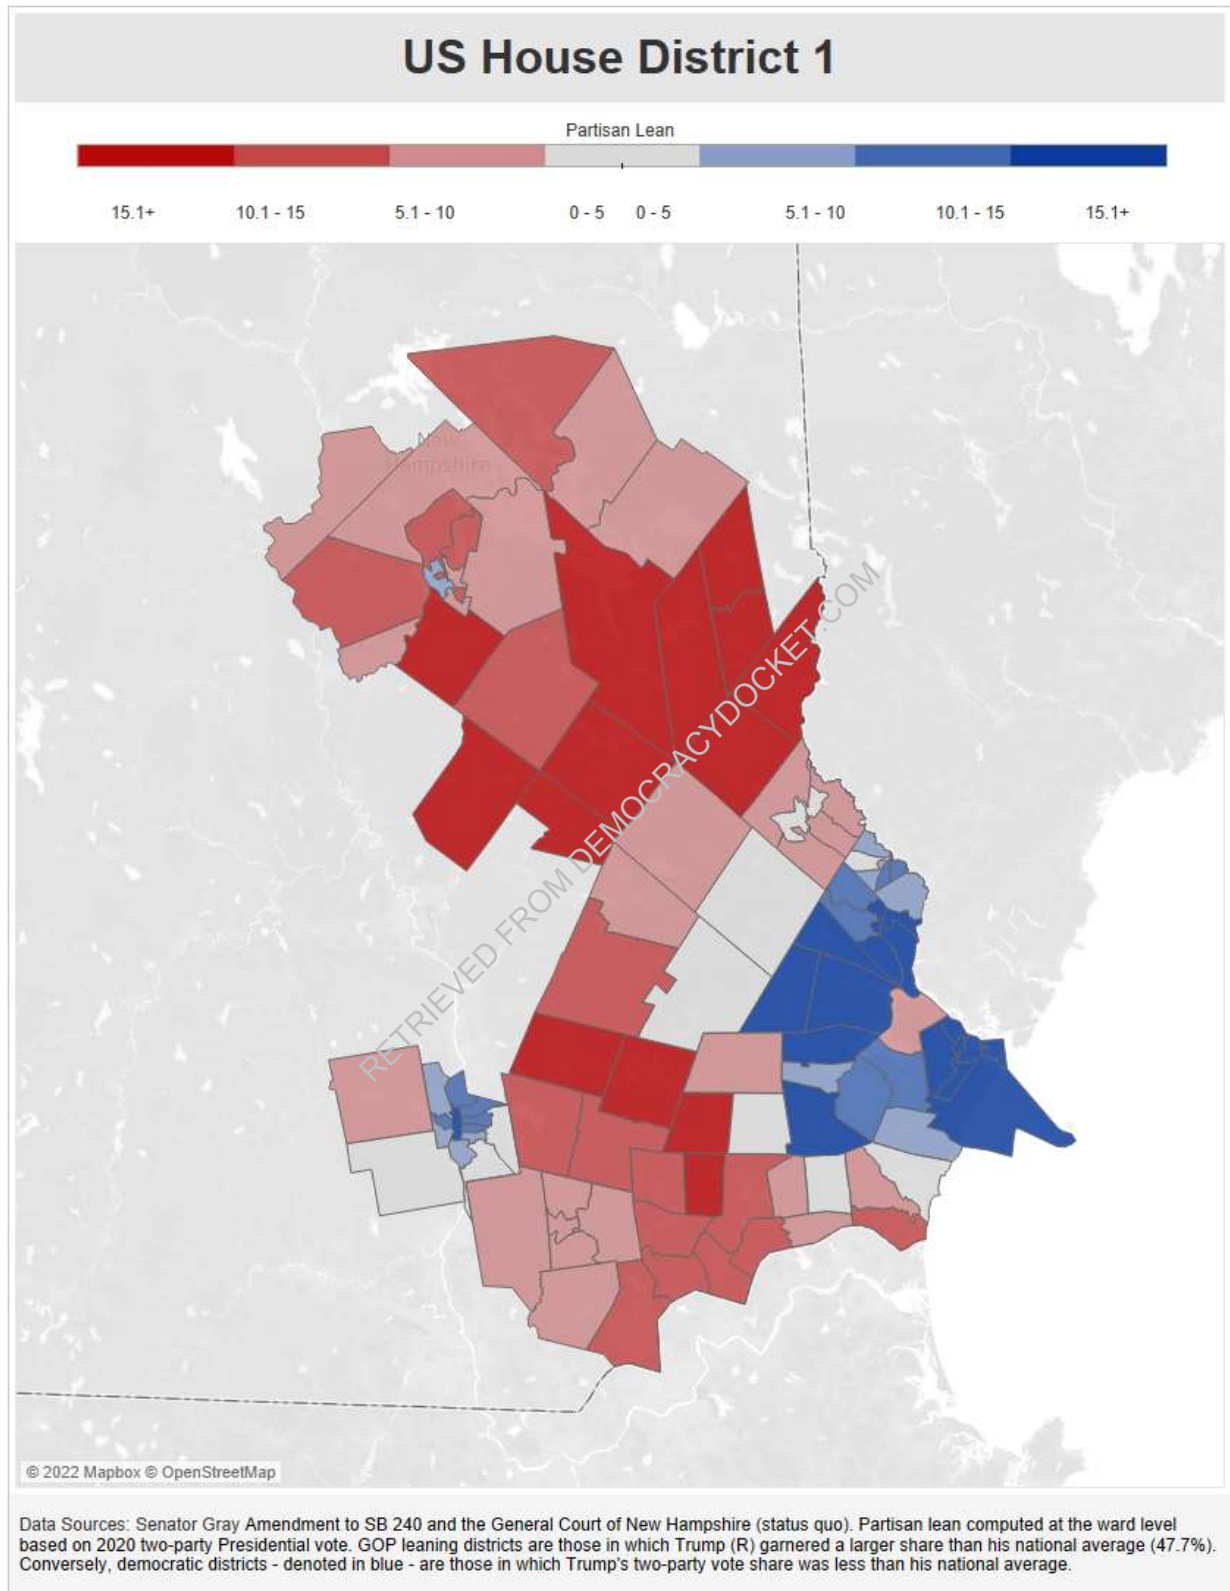 US House District 1
Partisan Lean
15.1+ 10.1 - 15 5.1 - 10 0 - 5 0 - 5 5.1 - 10 10.1 - 15 15.1+
New
Hampshire
RETRIEVED FROM DEMOCRACYDOCKET.COM
© 2022 Mapbox © OpenStreetMap
Data Sources: Senator Gray Amendment to SB 240 and the General Court of New Hampshire (status quo). Partisan lean computed at the ward level
based on 2020 two-party Presidential vote. GOP leaning districts are those in which Trump (R) garnered a larger share than his national average (47.7%).
Conversely, democratic districts - denoted in blue - are those in which Trump's two-party vote share was less than his national average.